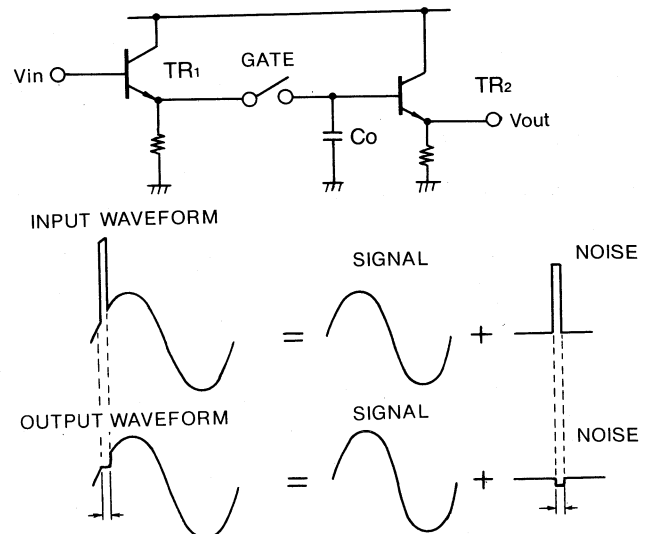 Vin
TR1
GATE
Co
TR2
Vout
INPUT WAVEFORM
SIGNAL
NOISE
=
+
OUTPUT WAVEFORM
SIGNAL
NOISE
=
+